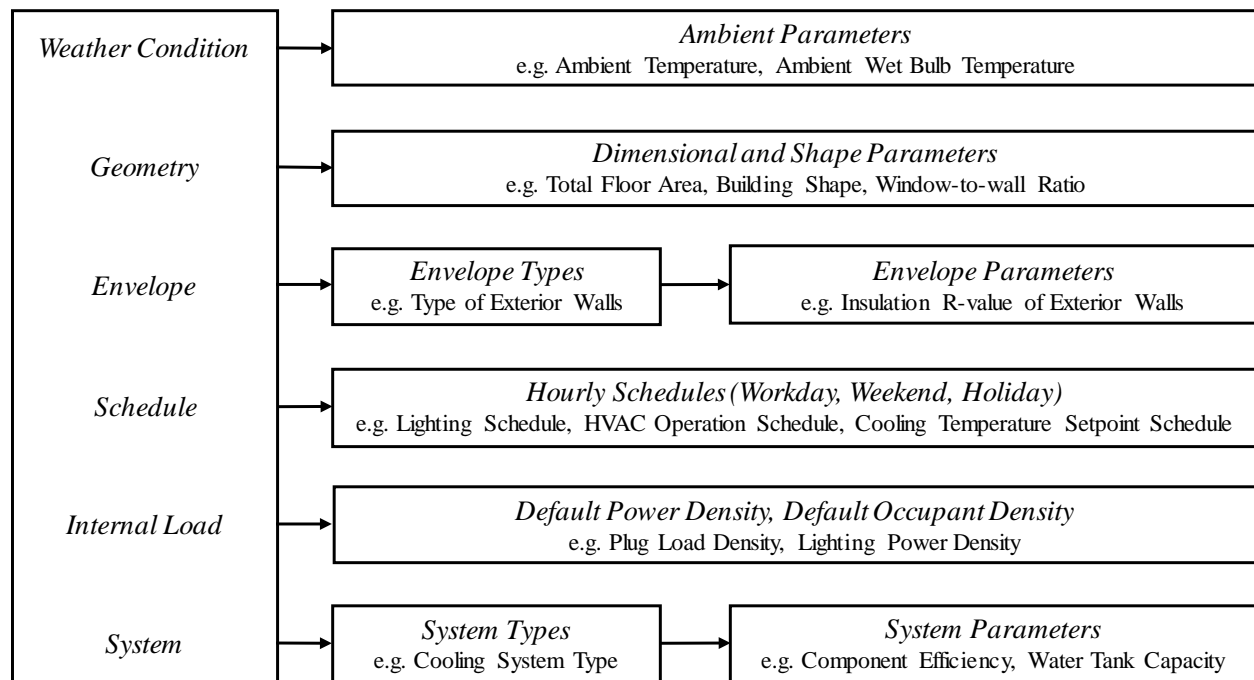 Weather Condition
Ambient Parameters
e.g. Ambient Temperature, Ambient Wet Bulb Temperature
Geometry
Dimensional and Shape Parameters
e.g. Total Floor Area, Building Shape, Window-to-wall Ratio
Envelope
Envelope Types
e.g. Type of Exterior Walls
Envelope Parameters
e.g. Insulation R-value of Exterior Walls
Schedule
Hourly Schedules (Workday, Weekend, Holiday)
e.g. Lighting Schedule, HVAC Operation Schedule, Cooling Temperature Setpoint Schedule
Internal Load
Default Power Density, Default Occupant Density
e.g. Plug Load Density, Lighting Power Density
System
System Types
e.g. Cooling System Type
System Parameters
e.g. Component Efficiency, Water Tank Capacity